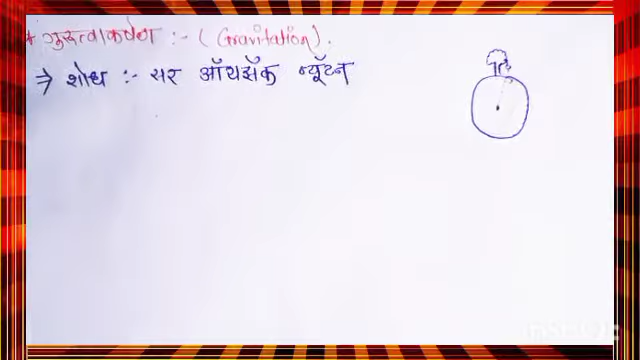 * गुरुत्वाकर्षण :- (Gravitation).
⇒ शोध :- सर ऑयझॅक न्यूटन